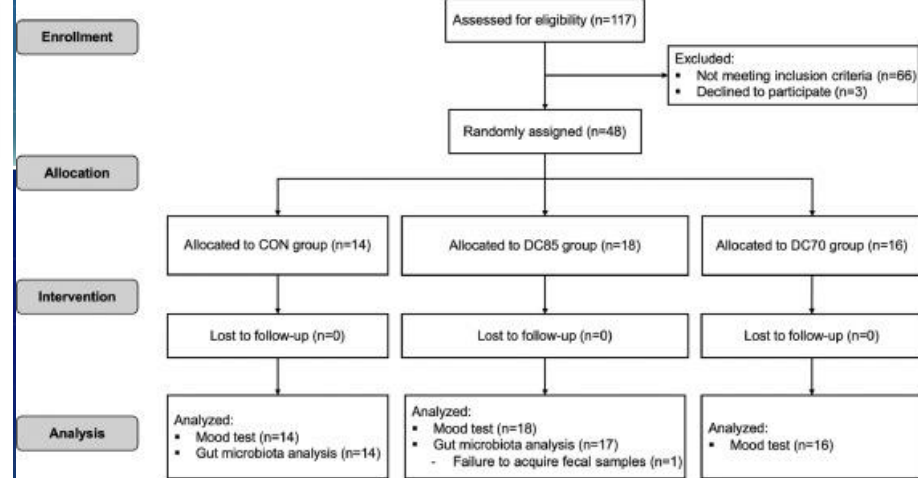 Enrollment
Assessed for eligibility (n=117)
Excluded:
▪ Not meeting inclusion criteria (n=66)
▪ Declined to participate (n=3)
Randomly assigned (n=48)
Allocation
Allocated to CON group (n=14)
Allocated to DC85 group (n=18)
Allocated to DC70 group (n=16)
Intervention
Lost to follow-up (n=0)
Lost to follow-up (n=0)
Lost to follow-up (n=0)
Analysis
Analyzed:
▪ Mood test (n=14)
▪ Gut microbiota analysis (n=14)
Analyzed:
▪ Mood test (n=18)
▪ Gut microbiota analysis (n=17)
- Failure to acquire fecal samples (n=1)
Analyzed:
▪ Mood test (n=16)